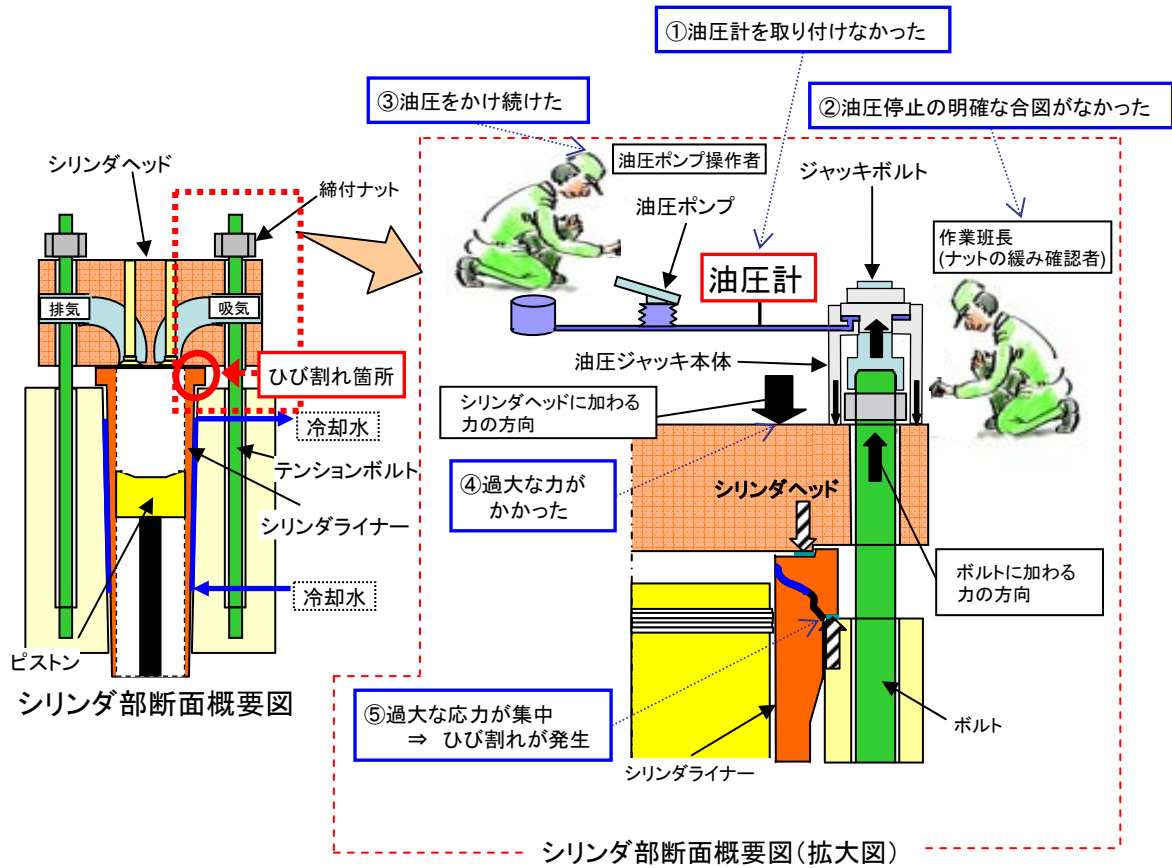 ①油圧計を取り付けなかった
③油圧をかけ続けた
②油圧停止の明確な合図がなかった
シリンダヘッド
締付ナット
油圧ポンプ操作者
油圧ポンプ
ジャッキボルト
作業班長
(ナットの緩み確認者)
油圧計
排気
吸気
油圧ジャッキ本体
ひび割れ箇所
シリンダヘッドに加わる
力の方向
冷却水
テンションボルト
④過大な力が
かかった
シリンダヘッド
シリンダライナー
冷却水
ボルトに加わる
力の方向
ピストン
シリンダ部断面概要図
⑤過大な応力が集中
⇒ ひび割れが発生
ボルト
シリンダライナー
シリンダ部断面概要図(拡大図)